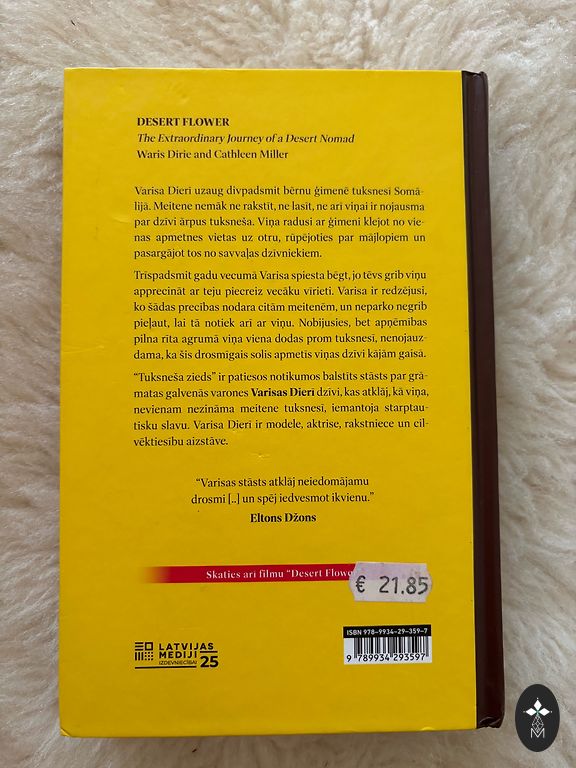 DESERT FLOWER
The Extraordinary Journey of a Desert Nomad
Waris Dirie and Cathleen Miller
Varisa Dierī uzaug divpadsmit bērnu ģimenē tuksnesī Somā-
lijā. Meitene nemāk ne rakstīt, ne lasīt, ne arī viņai ir nojausma
par dzīvi ārpus tuksneša. Viņa radusi ar ģimeni klejot no vie-
nas apmetnes vietas uz otru, rūpējoties par mājlopiem un
pasargājot tos no savvaļas dzīvniekiem.
Trīspadsmit gadu vecumā Varisa spiesta bēgt, jo tēvs grib viņu
apprecināt ar teju piecreiz vecāku vīrieti. Varisa ir redzējusi,
ko šādas precības nodara citām meitenēm, un neparko negrib
pieļaut, lai tā notiek arī ar viņu. Nobijusies, bet apņēmības
pilna rīta agrumā viņa viena dodas prom tuksnesī, nenojauz-
dama, ka šis drosmīgais solis apmetīs viņas dzīvi kājām gaisā.
“Tuksneša zieds” ir patiesos notikumos balstīts stāsts par grā-
matas galvenās varones Varisas Dierī dzīvi, kas atklāj, kā viņa,
nevienam nezināma meitene tuksnesī, iemantoja starptau-
tisku slavu. Varisa Dierī ir modele, aktrise, rakstniece un cil-
vēktiesību aizstāve.
“Varisas stāsts atklāj neiedomājamu
drosmi [..] un spēj iedvesmot ikvienu.”
Eltons Džons
Skaties arī filmu “Desert Flowe
€ 21.85
ISBN 978-9934-29-359-7
9 789934 293597
LATVIJAS
MEDIJI
IZDEVNIECĪBAI 25
M